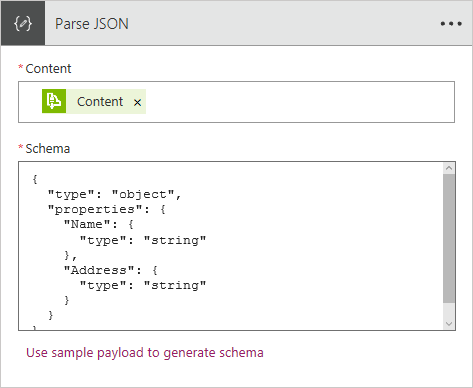 Parse JSON
* Content
Content ×
* Schema
{
  "type": "object",
  "properties": {
    "Name": {
      "type": "string"
    },
    "Address": {
      "type": "string"
    }
  }
}
Use sample payload to generate schema